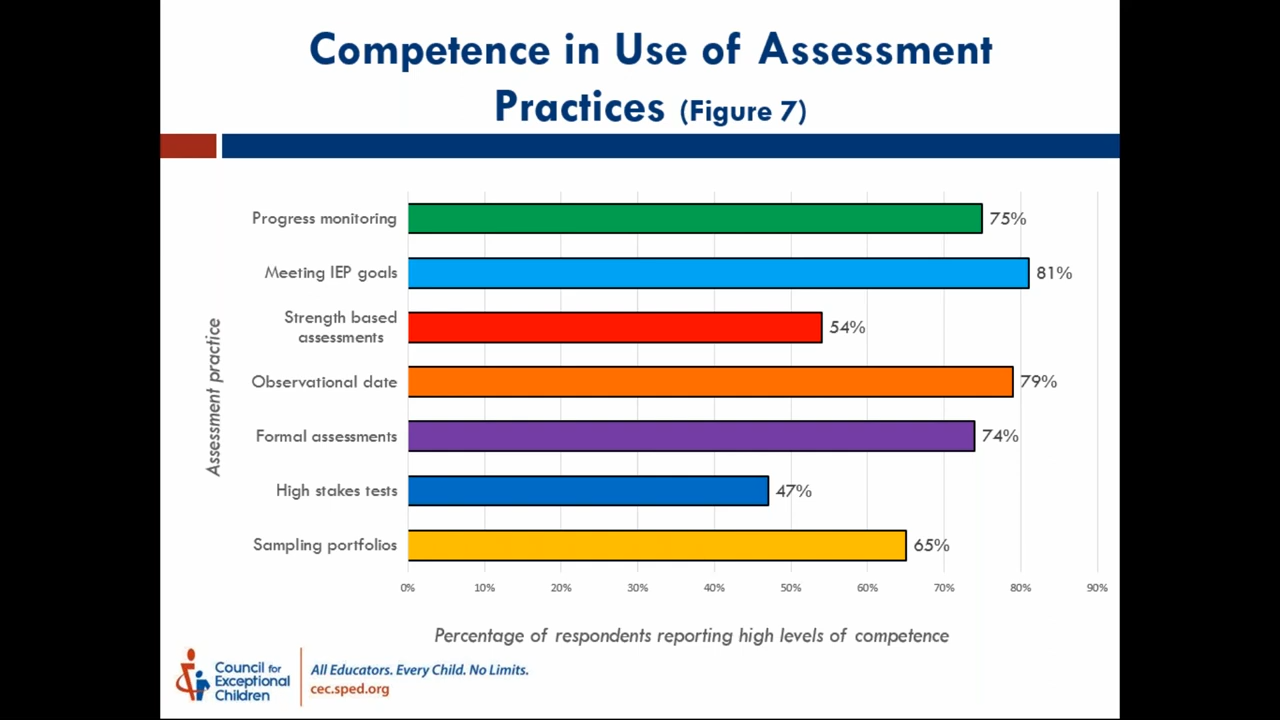 Competence in Use of Assessment
Practices (Figure 7)
Progress monitoring
75%
Meeting IEP goals
81%
Strength based
assessments
54%
Observational date
79%
Formal assessments
74%
High stakes tests
47%
Sampling portfolios
65%
Assessment practice
0%
10%
20%
30%
40%
50%
60%
70%
80%
90%
Percentage of respondents reporting high levels of competence
Council for
Exceptional
Children
All Educators. Every Child. No Limits.
cec.sped.org